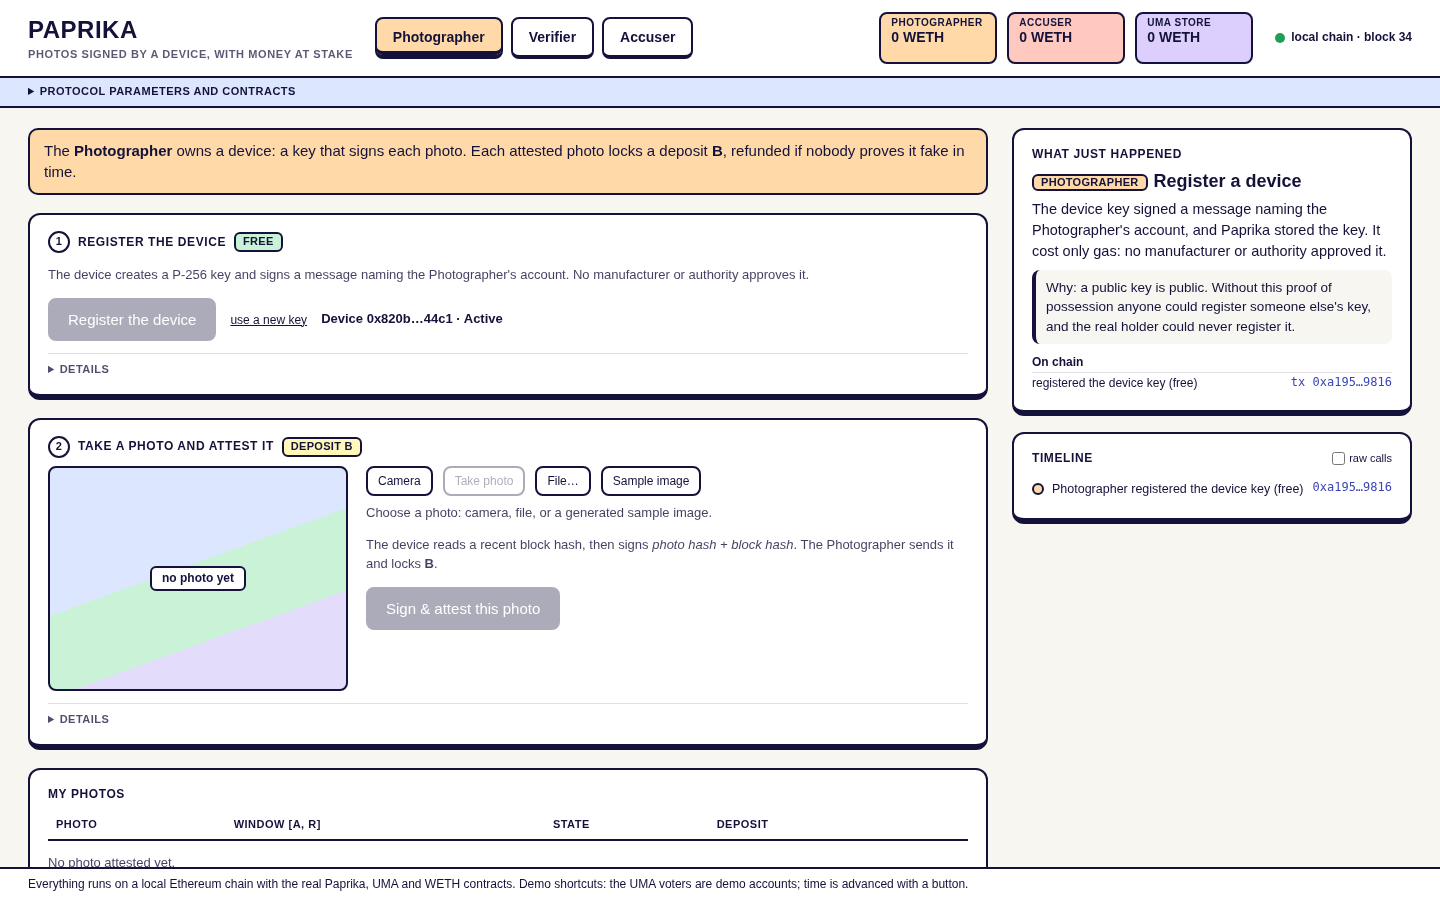 PAPRIKA
PHOTOS SIGNED BY A DEVICE, WITH MONEY AT STAKE
Photographer
Verifier
Accuser
PHOTOGRAPHER
0 WETH
ACCUSER
0 WETH
UMA STORE
0 WETH
local chain · block 34
PROTOCOL PARAMETERS AND CONTRACTS
The Photographer owns a device: a key that signs each photo. Each attested photo locks a deposit B, refunded if nobody proves it fake in
time.
1 REGISTER THE DEVICE FREE
The device creates a P-256 key and signs a message naming the Photographer's account. No manufacturer or authority approves it.
Register the device
use a new key
Device 0x820b…44c1 · Active
DETAILS
2 TAKE A PHOTO AND ATTEST IT DEPOSIT B
no photo yet
Camera
Take photo
File…
Sample image
Choose a photo: camera, file, or a generated sample image.
The device reads a recent block hash, then signs photo hash + block hash. The Photographer sends it
and locks B.
Sign & attest this photo
DETAILS
MY PHOTOS
PHOTO WINDOW [A, R] STATE DEPOSIT
No photo attested yet.
WHAT JUST HAPPENED
PHOTOGRAPHER Register a device
The device key signed a message naming the
Photographer's account, and Paprika stored the key. It
cost only gas: no manufacturer or authority approved it.
Why: a public key is public. Without this proof of
possession anyone could register someone else's key,
and the real holder could never register it.
On chain
registered the device key (free) tx 0xa195…9816
TIMELINE
raw calls
Photographer registered the device key (free) 0xa195…9816
Everything runs on a local Ethereum chain with the real Paprika, UMA and WETH contracts. Demo shortcuts: the UMA voters are demo accounts; time is advanced with a button.